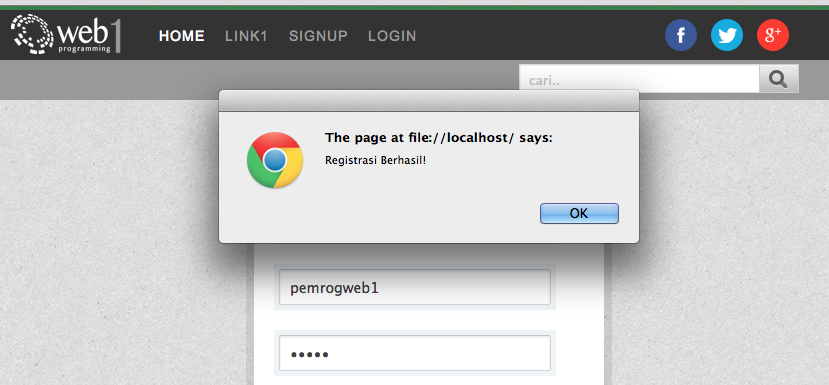 web1
programming
HOME LINK1 SIGNUP LOGIN
f
g+
cari..
The page at file://localhost/ says:
Registrasi Berhasil!
OK
pemrogweb1
•••••